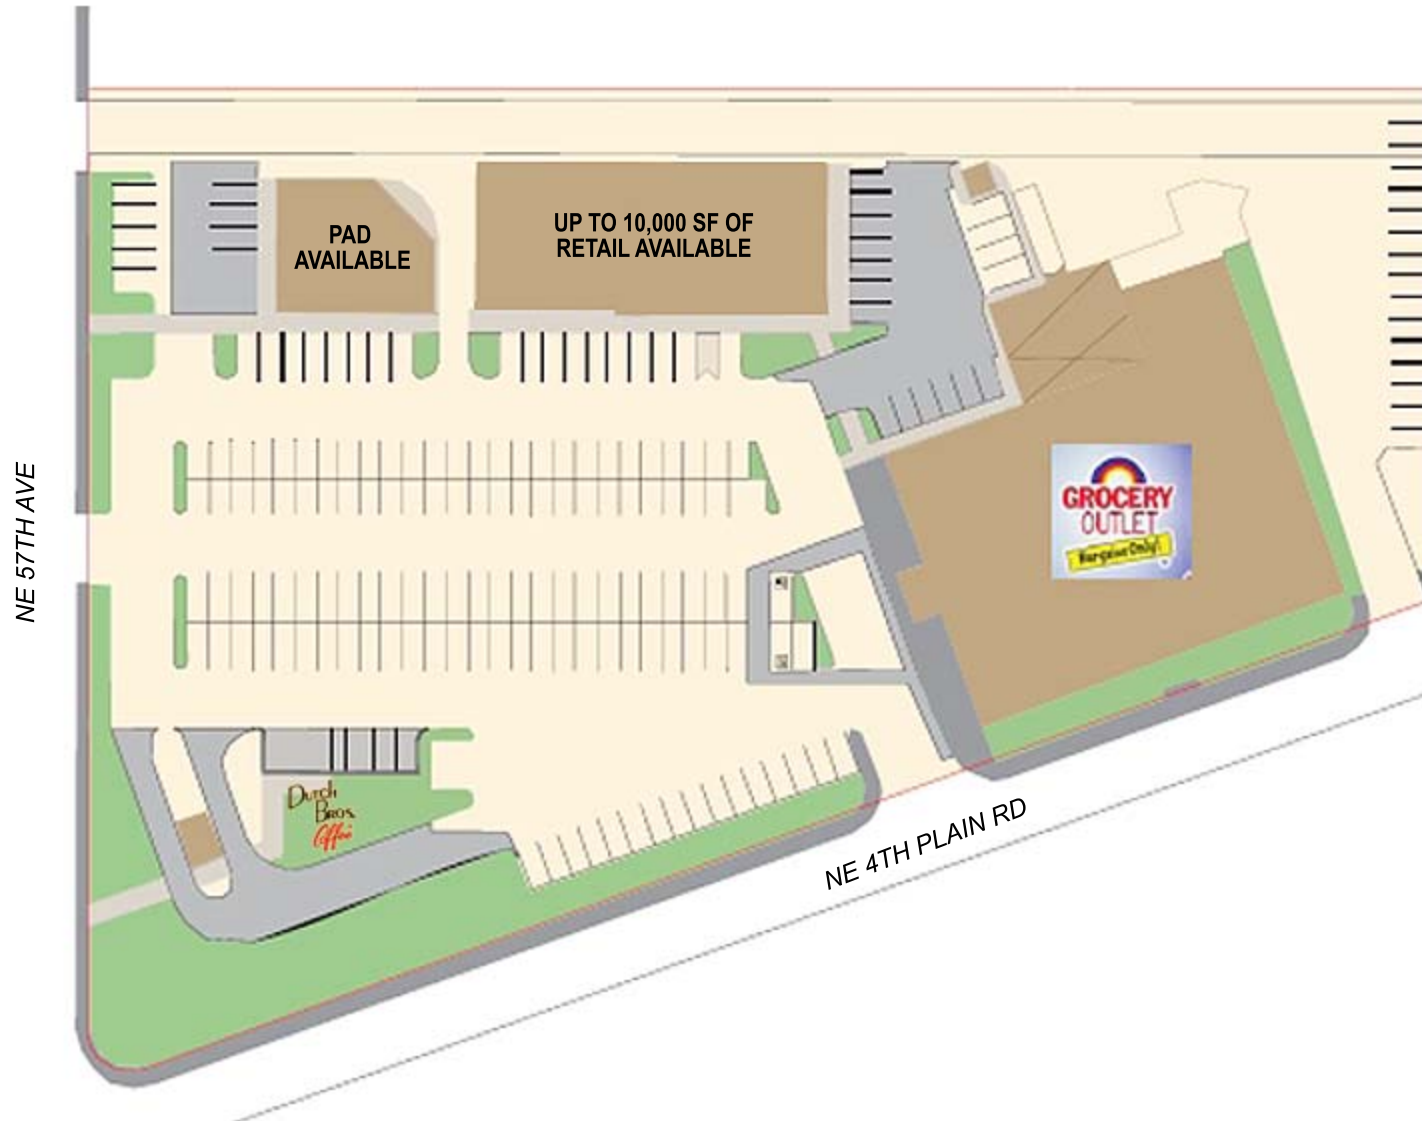 PAD
AVAILABLE
UP TO 10,000 SF OF
RETAIL AVAILABLE
GROCERY
OUTLET
Bargains Only!
NE 57TH AVE
Dutch
Bros.
Coffee
NE 4TH PLAIN RD